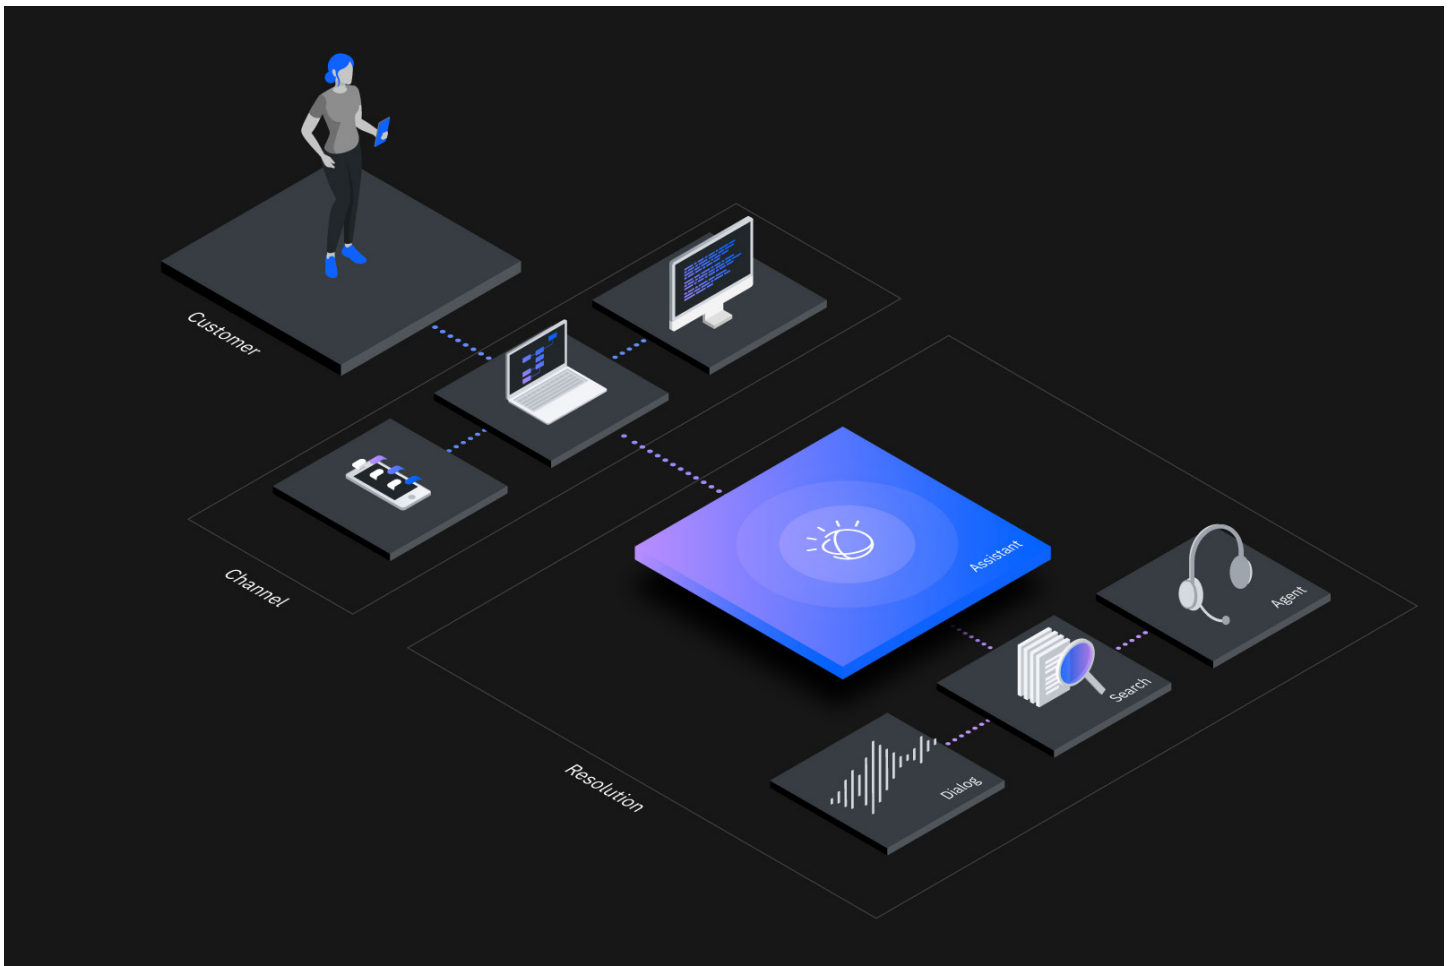 Customer
Channel
Assistant
Agent
Search
Dialog
Resolution